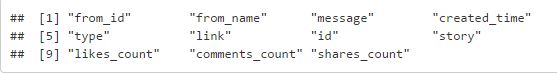 ## [1] "from_id" "from_name" "message" "created_time"
## [5] "type" "link" "id" "story"
## [9] "likes_count" "comments_count" "shares_count"